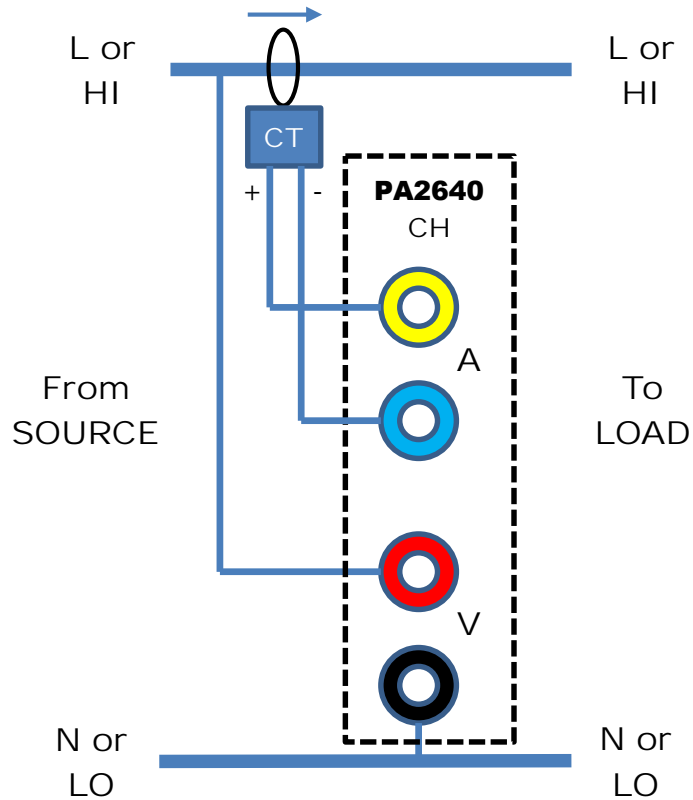 L or
HI
L or
HI
CT
+ -
PA2640
CH
A
From
SOURCE
To
LOAD
V
N or
LO
N or
LO